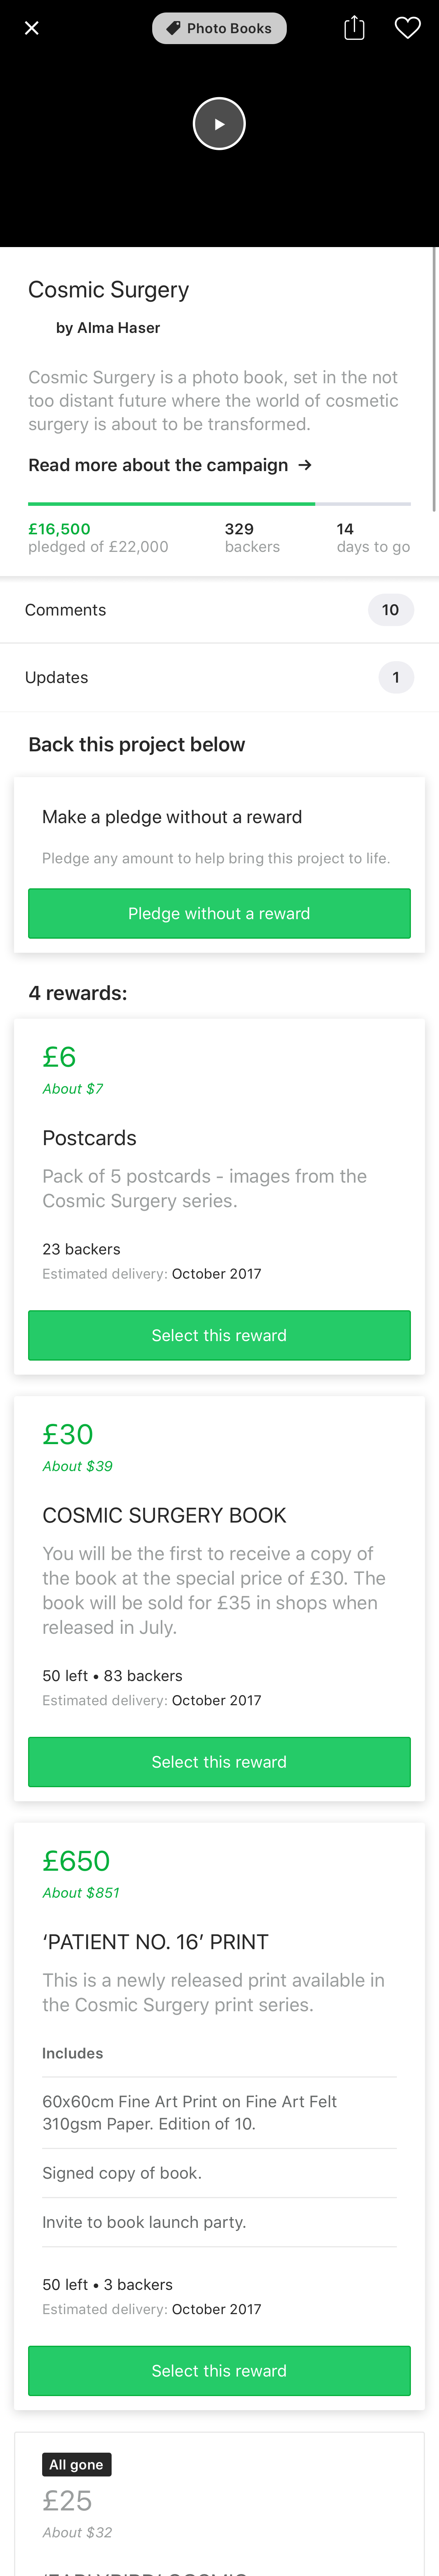 Photo Books
Cosmic Surgery
by Alma Haser
Cosmic Surgery is a photo book, set in the not
too distant future where the world of cosmetic
surgery is about to be transformed.
Read more about the campaign →
£16,500
pledged of £22,000
329
backers
14
days to go
Comments
10
Updates
1
Back this project below
Make a pledge without a reward
Pledge any amount to help bring this project to life.
Pledge without a reward
4 rewards:
£6
About $7
Postcards
Pack of 5 postcards - images from the
Cosmic Surgery series.
23 backers
Estimated delivery: October 2017
Select this reward
£30
About $39
COSMIC SURGERY BOOK
You will be the first to receive a copy of
the book at the special price of £30. The
book will be sold for £35 in shops when
released in July.
50 left • 83 backers
Estimated delivery: October 2017
Select this reward
£650
About $851
‘PATIENT NO. 16’ PRINT
This is a newly released print available in
the Cosmic Surgery print series.
Includes
60x60cm Fine Art Print on Fine Art Felt
310gsm Paper. Edition of 10.
Signed copy of book.
Invite to book launch party.
50 left • 3 backers
Estimated delivery: October 2017
Select this reward
All gone
£25
About $32